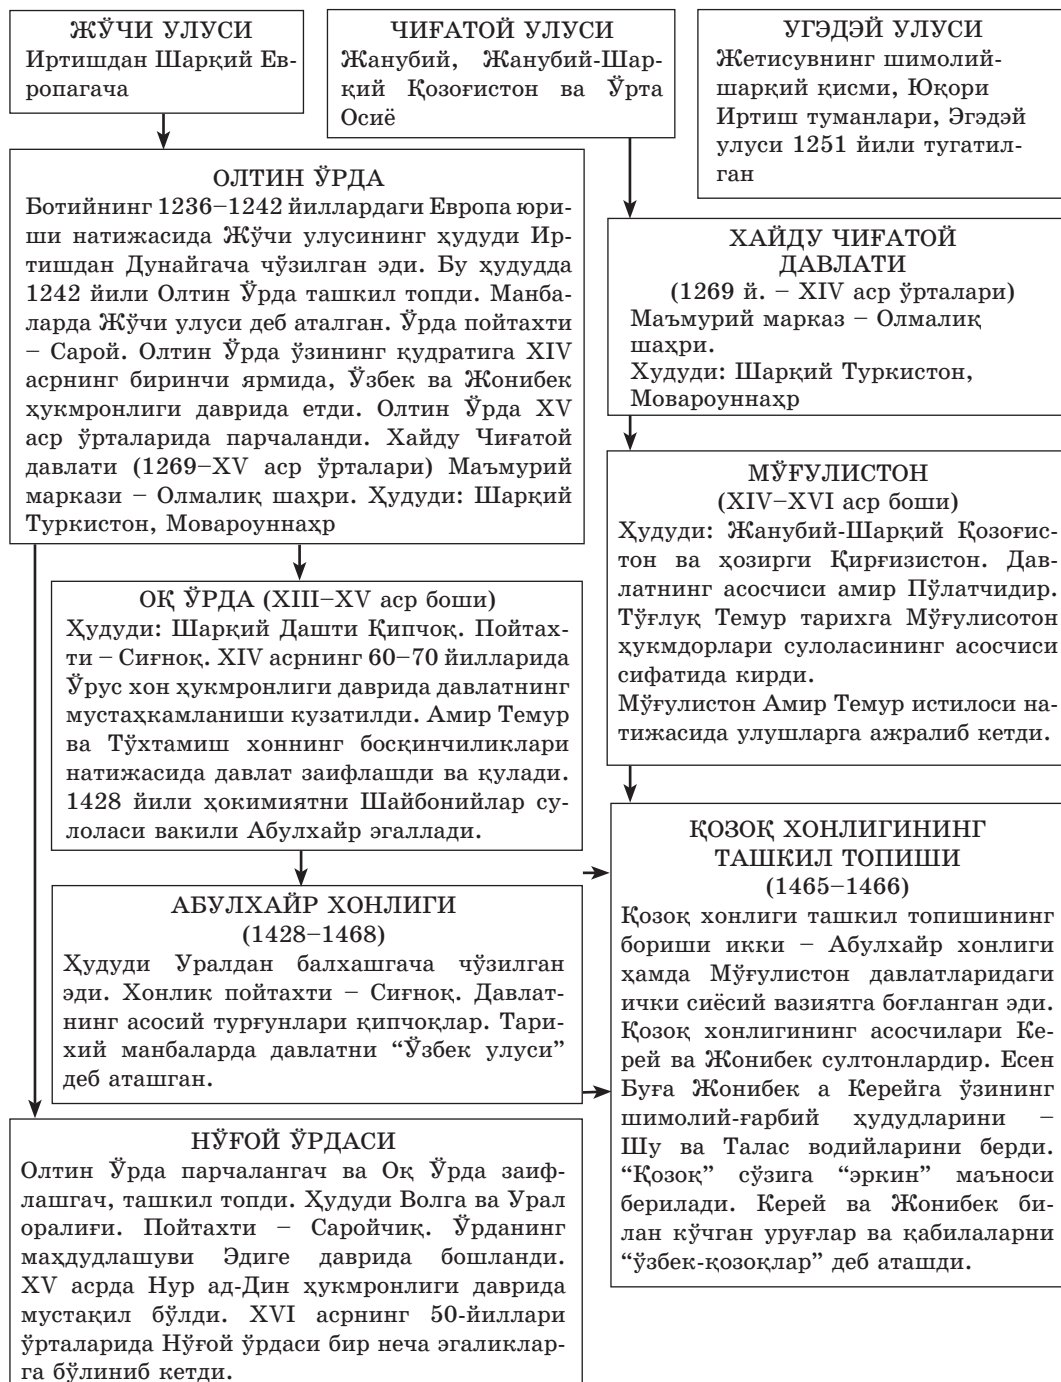 ЖЎЧИ УЛУСИ
Иртишдан Шарқий Ев-
ропагача
ЧИҒАТОЙ УЛУСИ
Жанубий, Жанубий-Шар-
қий Қозоғистон ва Ўрта
Осиё
УГЭДЭЙ УЛУСИ
Жетисувнинг шимолий-
шарқий қисми, Юқори
Иртиш туманлари, Эгэдэй
улуси 1251 йили тугатил-
ган
ОЛТИН ЎРДА
Ботийнинг 1236–1242 йиллардаги Европа юри-
ши натижасида Жўчи улусининг ҳудуди Ир-
тишдан Дунайгача чўзилган эди. Бу ҳудудда
1242 йили Олтин Ўрда ташкил топди. Манба-
ларда Жўчи улуси деб аталган. Ўрда пойтахти
– Сарой. Олтин Ўрда ўзининг қудратига XIV
асрнинг биринчи ярмида, Ўзбек ва Жонибек
ҳукмронлиги даврида етди. Олтин Ўрда XV
аср ўрталарида парчаланди. Хайду Чиғатой
давлати (1269–XV аср ўрталари) Маъмурий
маркази – Олмалиқ шаҳри. Ҳудуди: Шарқий
Туркистон, Мовароуннаҳр
ХАЙДУ ЧИҒАТОЙ
ДАВЛАТИ
(1269 й. – XIV аср ўрталари)
Маъмурий марказ – Олмалиқ
шаҳри.
Худуди: Шарқий Туркистон,
Мовароуннаҳр
МЎҒУЛИСТОН
(XIV–XVI аср боши)
Ҳудуди: Жанубий-Шарқий Қозоғис-
тон ва ҳозирги Қирғизистон. Дав-
латнинг асосчиси амир Пўлатчидир.
Тўғлуқ Темур тарихга Мўғулисотон
ҳукмдорлари сулоласининг асосчиси
сифатида кирди.
Мўғулистон Амир Темур истилоси на-
тижасида улушларга ажралиб кетди.
ОҚ ЎРДА (XIII–XV аср боши)
Ҳудуди: Шарқий Дашти Қипчоқ. Пойтах-
ти – Сиғноқ. XIV асрнинг 60–70 йилларида
Ўрус хон ҳукмронлиги даврида давлатнинг
мустаҳкамланиши кузатилди. Амир Темур
ва Тўхтамиш хоннинг босқинчиликлари
натижасида давлат заифлашди ва қулади.
1428 йили ҳокимиятни Шайбонийлар су-
лоласи вакили Абулхайр эгаллади.
АБУЛХАЙР ХОНЛИГИ
(1428–1468)
Ҳудуди Уралдан балхашгача чўзилган
эди. Хонлик пойтахти – Сиғноқ. Давлат-
нинг асосий турғунлари қипчоқлар. Тари-
хий манбаларда давлатни “Ўзбек улуси”
деб аташган.
ҚОЗОҚ ХОНЛИГИНИНГ
ТАШКИЛ ТОПИШИ
(1465–1466)
Қозоқ хонлиги ташкил топишининг
бориши икки – Абулхайр хонлиги
ҳамда Мўғулистон давлатларидаги
ички сиёсий вазиятга боғланган эди.
Қозоқ хонлигининг асосчилари Ке-
рей ва Жонибек султонлардир. Есен
Буға Жонибек а Керейга ўзининг
шимолий-ғарбий ҳудудларини –
Шу ва Талас водийларини берди.
“Қозоқ” сўзига “эркин” маъноси
берилади. Керей ва Жонибек би-
лан кўчган уруғлар ва қабилаларни
“ўзбек-қозоқлар” деб аташди.
НЎҒОЙ ЎРДАСИ
Олтин Ўрда парчалангач ва Оқ Ўрда заиф-
лашгач, ташкил топди. Ҳудуди Волга ва Урал
оралиғи. Пойтахти – Саройчиқ. Ўрданинг
маҳдудлашуви Эдиге даврида бошланди.
XV асрда Нур ад-Дин ҳукмронлиги даврида
мустақил бўлди. XVI асрнинг 50-йиллари
ўрталарида Нўғой ўрдаси бир неча эгаликлар-
га бўлиниб кетди.